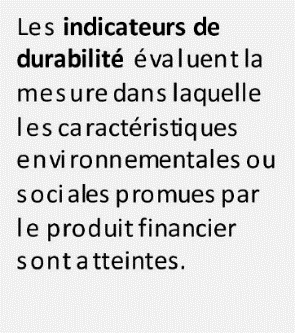 Les indicateurs de
durabilité évaluent la
mesure dans laquelle
les caractéristiques
environnementales ou
sociales promues par
le produit financier
sont atteintes.